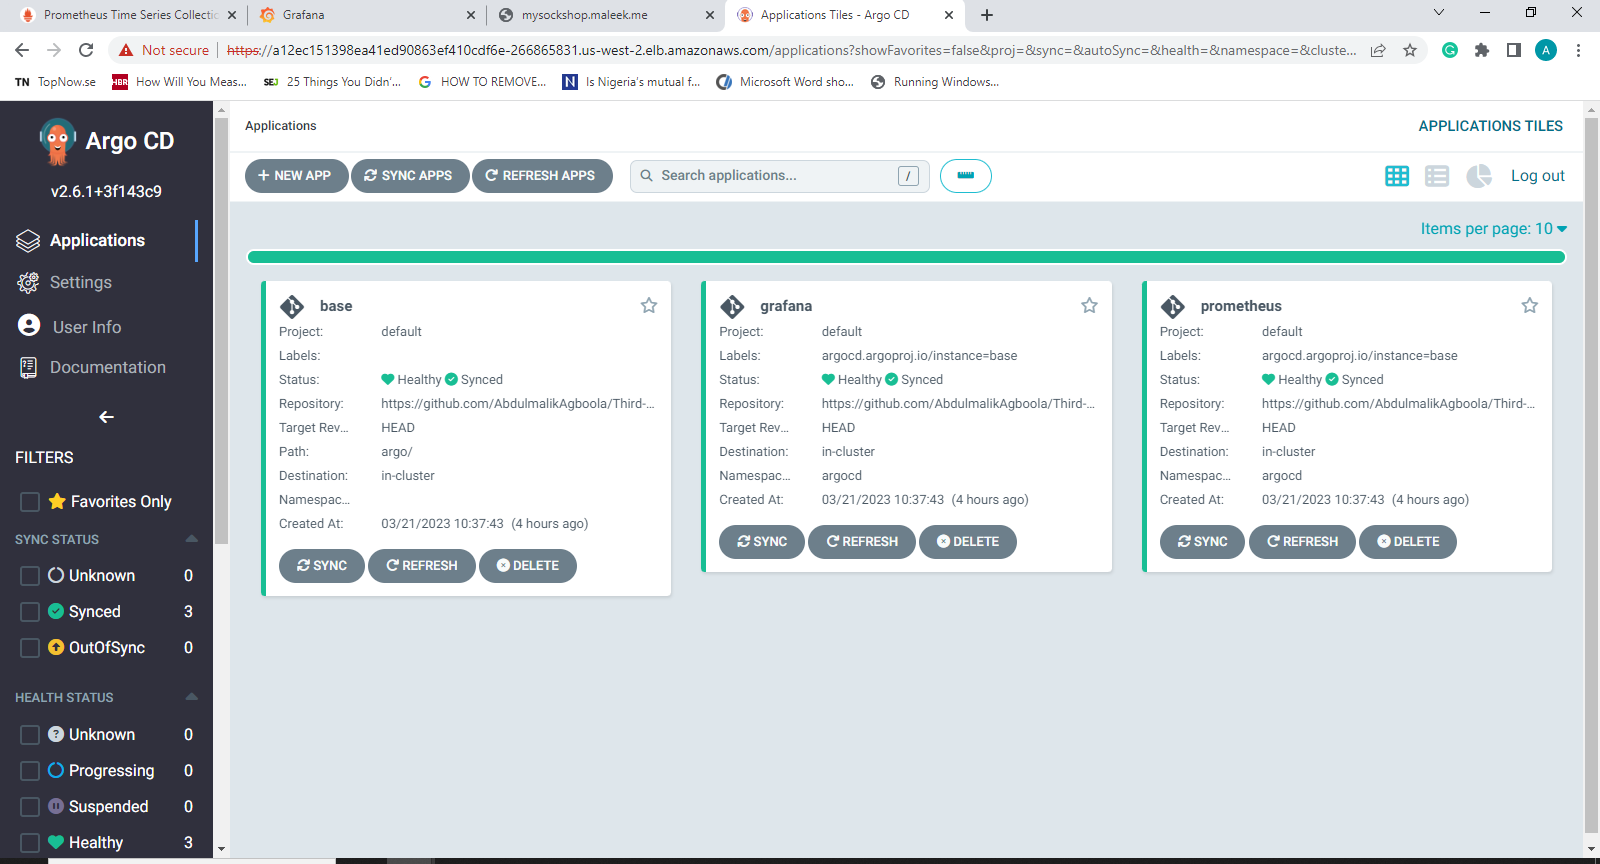 Prometheus Time Series Collectio
Grafana
mysockshop.maleek.me
Applications Tiles - Argo CD
Not secure
https://a12ec151398ea41ed90863ef410cdf6e-266865831.us-west-2.elb.amazonaws.com/applications?showFavorites=false&proj=&sync=&autoSync=&health=&namespace=&cluste...
A
TN TopNow.se
HBR How Will You Meas...
SEJ 25 Things You Didn'...
G HOW TO REMOVE...
N Is Nigeria's mutual f...
Microsoft Word sho...
Running Windows...
Argo CD
v2.6.1+3f143c9
Applications
Settings
User Info
Documentation
FILTERS
Favorites Only
SYNC STATUS
Unknown 0
Synced 3
OutOfSync 0
HEALTH STATUS
Unknown 0
Progressing 0
Suspended 0
Healthy 3
Applications
APPLICATIONS TILES
NEW APP
SYNC APPS
REFRESH APPS
Search applications...
/
Log out
Items per page: 10
base
Project: default
Labels:
Status: Healthy Synced
Repository: https://github.com/AbdulmalikAgboola/Third-...
Target Rev... HEAD
Path: argo/
Destination: in-cluster
Namespac...
Created At: 03/21/2023 10:37:43 (4 hours ago)
SYNC REFRESH DELETE
grafana
Project: default
Labels: argocd.argoproj.io/instance=base
Status: Healthy Synced
Repository: https://github.com/AbdulmalikAgboola/Third-...
Target Rev... HEAD
Destination: in-cluster
Namespac... argocd
Created At: 03/21/2023 10:37:43 (4 hours ago)
SYNC REFRESH DELETE
prometheus
Project: default
Labels: argocd.argoproj.io/instance=base
Status: Healthy Synced
Repository: https://github.com/AbdulmalikAgboola/Third-...
Target Rev... HEAD
Destination: in-cluster
Namespac... argocd
Created At: 03/21/2023 10:37:43 (4 hours ago)
SYNC REFRESH DELETE